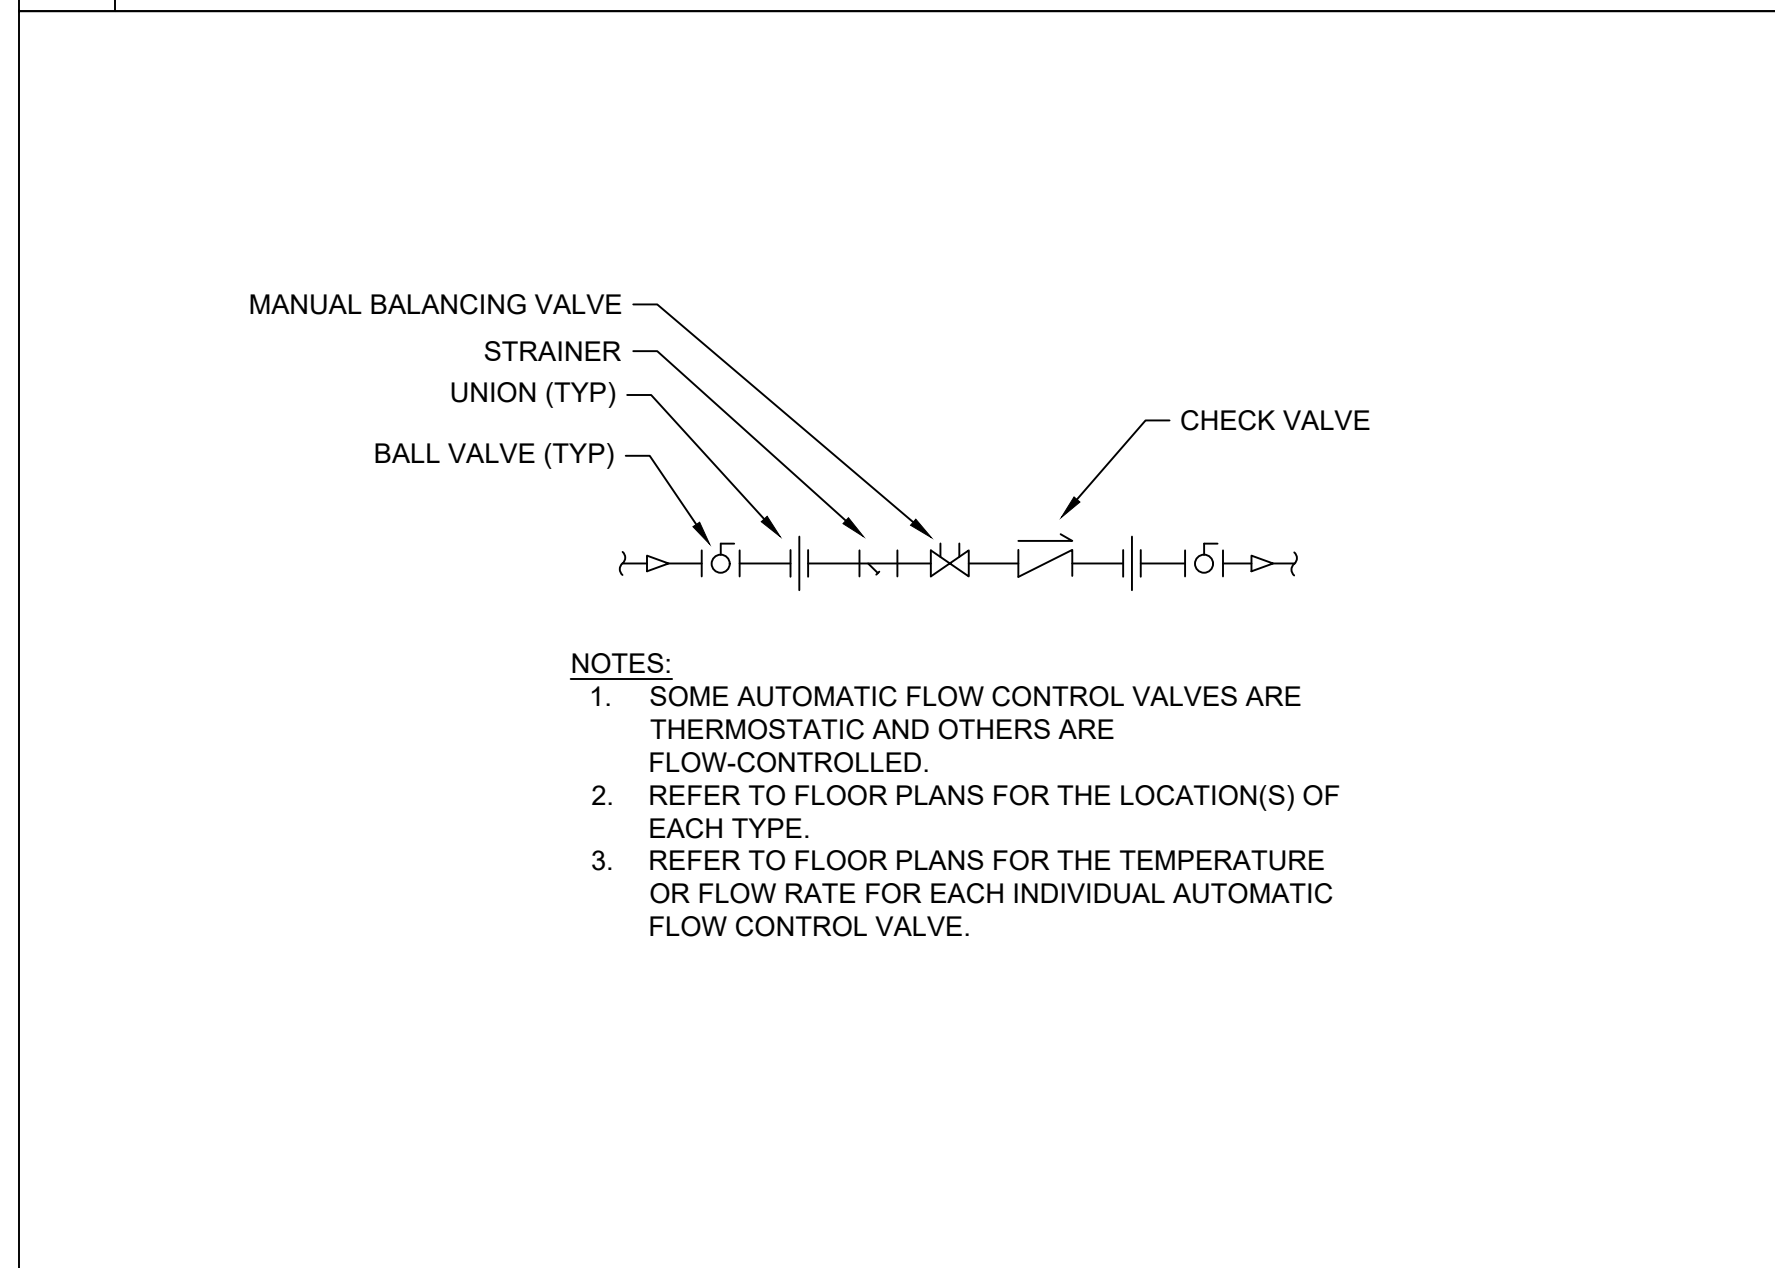 MANUAL BALANCING VALVE
STRAINER
UNION (TYP)
BALL VALVE (TYP)
CHECK VALVE
NOTES:
1. SOME AUTOMATIC FLOW CONTROL VALVES ARE
THERMOSTATIC AND OTHERS ARE
FLOW-CONTROLLED.
2. REFER TO FLOOR PLANS FOR THE LOCATION(S) OF
EACH TYPE.
3. REFER TO FLOOR PLANS FOR THE TEMPERATURE
OR FLOW RATE FOR EACH INDIVIDUAL AUTOMATIC
FLOW CONTROL VALVE.